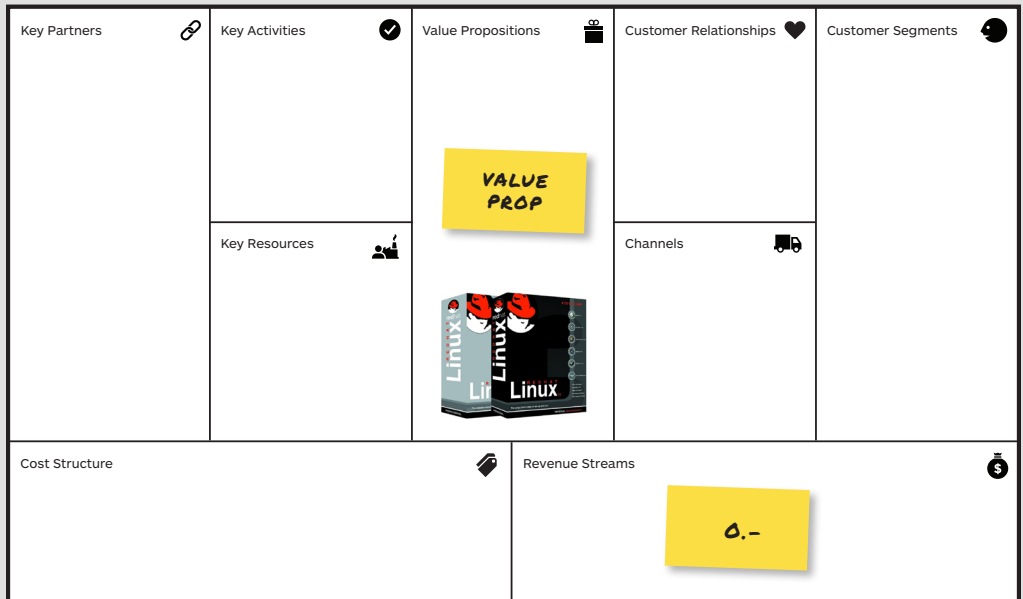 Key Partners
Key Activities
Value Propositions
Customer Relationships
Customer Segments
VALUE
PROP
Key Resources
Channels
Linux
Linux
Linux
Cost Structure
Revenue Streams
$
0.-